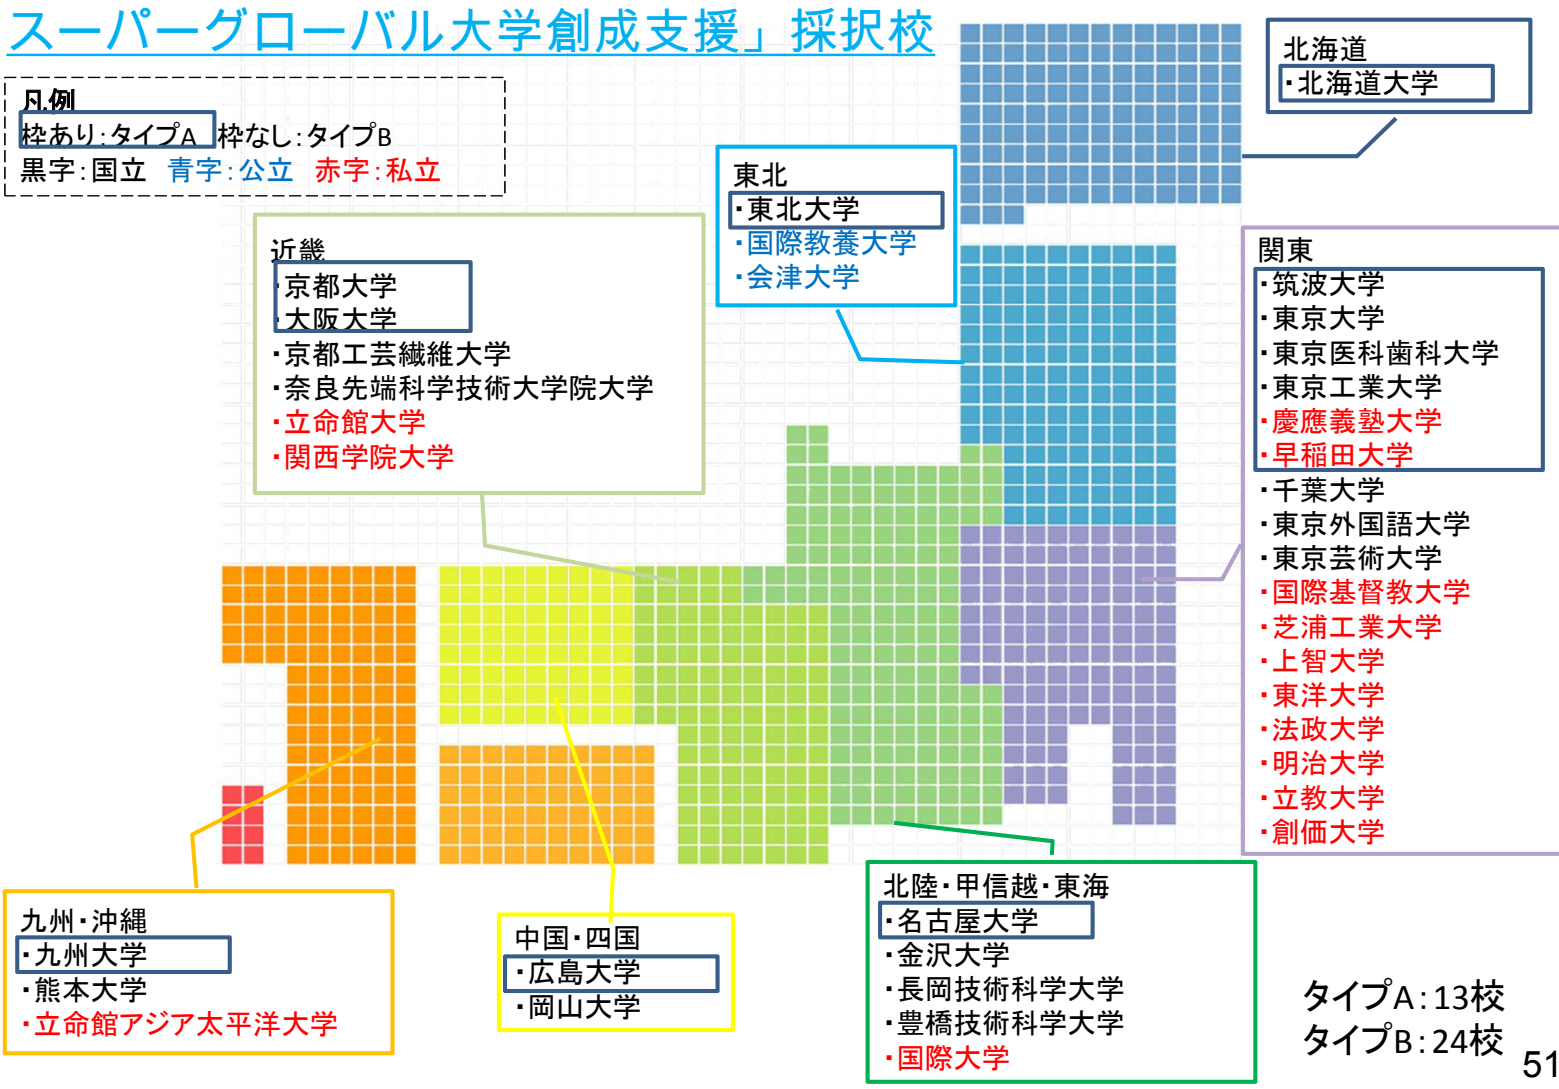 スーパーグローバル大学創成支援」採択校
凡例
枠あり:タイプA 枠なし:タイプB
黒字:国立 青字:公立 赤字:私立
北海道
・北海道大学
東北
・東北大学
・国際教養大学
・会津大学
近畿
・京都大学
・大阪大学
・京都工芸繊維大学
・奈良先端科学技術大学院大学
・立命館大学
・関西学院大学
関東
・筑波大学
・東京大学
・東京医科歯科大学
・東京工業大学
・慶應義塾大学
・早稲田大学
・千葉大学
・東京外国語大学
・東京芸術大学
・国際基督教大学
・芝浦工業大学
・上智大学
・東洋大学
・法政大学
・明治大学
・立教大学
・創価大学
九州・沖縄
・九州大学
・熊本大学
・立命館アジア太平洋大学
中国・四国
・広島大学
・岡山大学
北陸・甲信越・東海
・名古屋大学
・金沢大学
・長岡技術科学大学
・豊橋技術科学大学
・国際大学
タイプA:13校
タイプB:24校
51